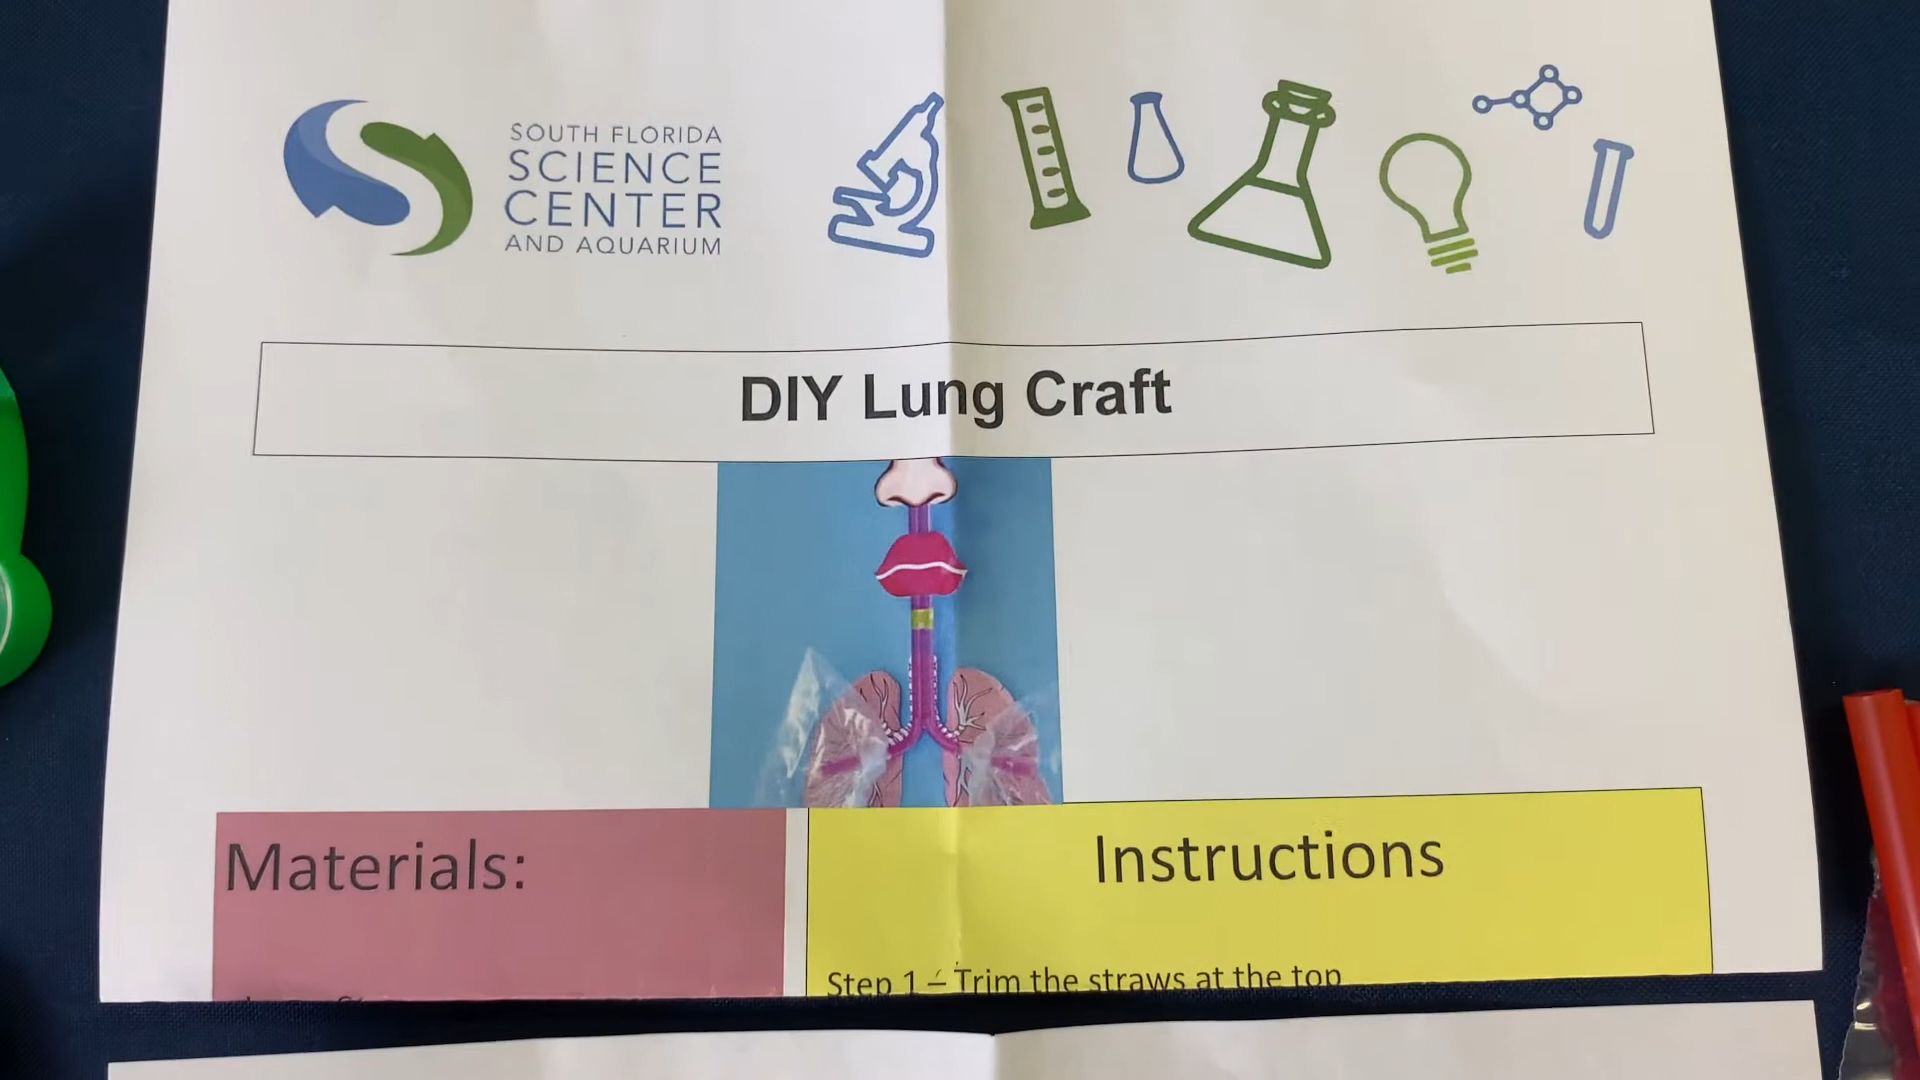 SOUTH FLORIDA
SCIENCE
CENTER
AND AQUARIUM
DIY Lung Craft
Materials:
Instructions
Step 1 – Trim the straws at the top